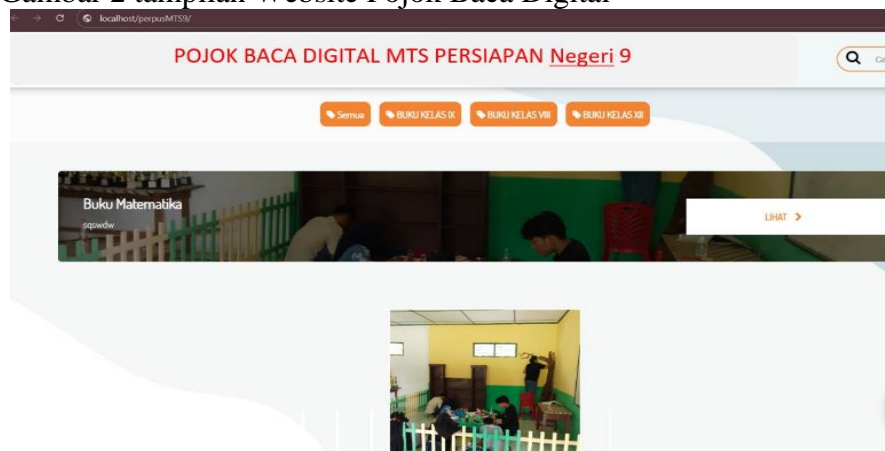 Gambar 2 tampilan Website Pojok Baca Digital
localhost/perpusMTS9/
POJOK BACA DIGITAL MTS PERSIAPAN Negeri 9
Semua BUKU KELAS IX BUKU KELAS VIII BUKU KELAS XII
Buku Matematika
sqswdw
LIHAT